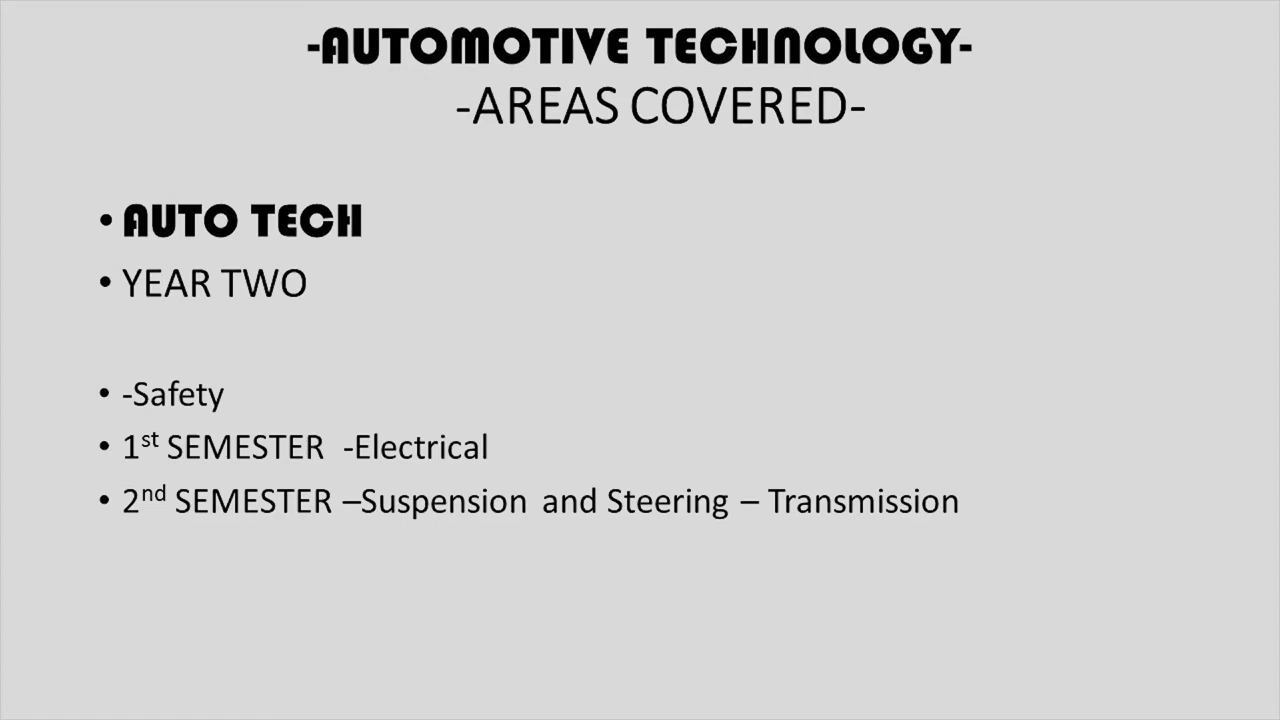 -AUTOMOTIVE TECHNOLOGY-
-AREAS COVERED-
• AUTO TECH
• YEAR TWO
• -Safety
• 1st SEMESTER -Electrical
• 2nd SEMESTER –Suspension and Steering – Transmission